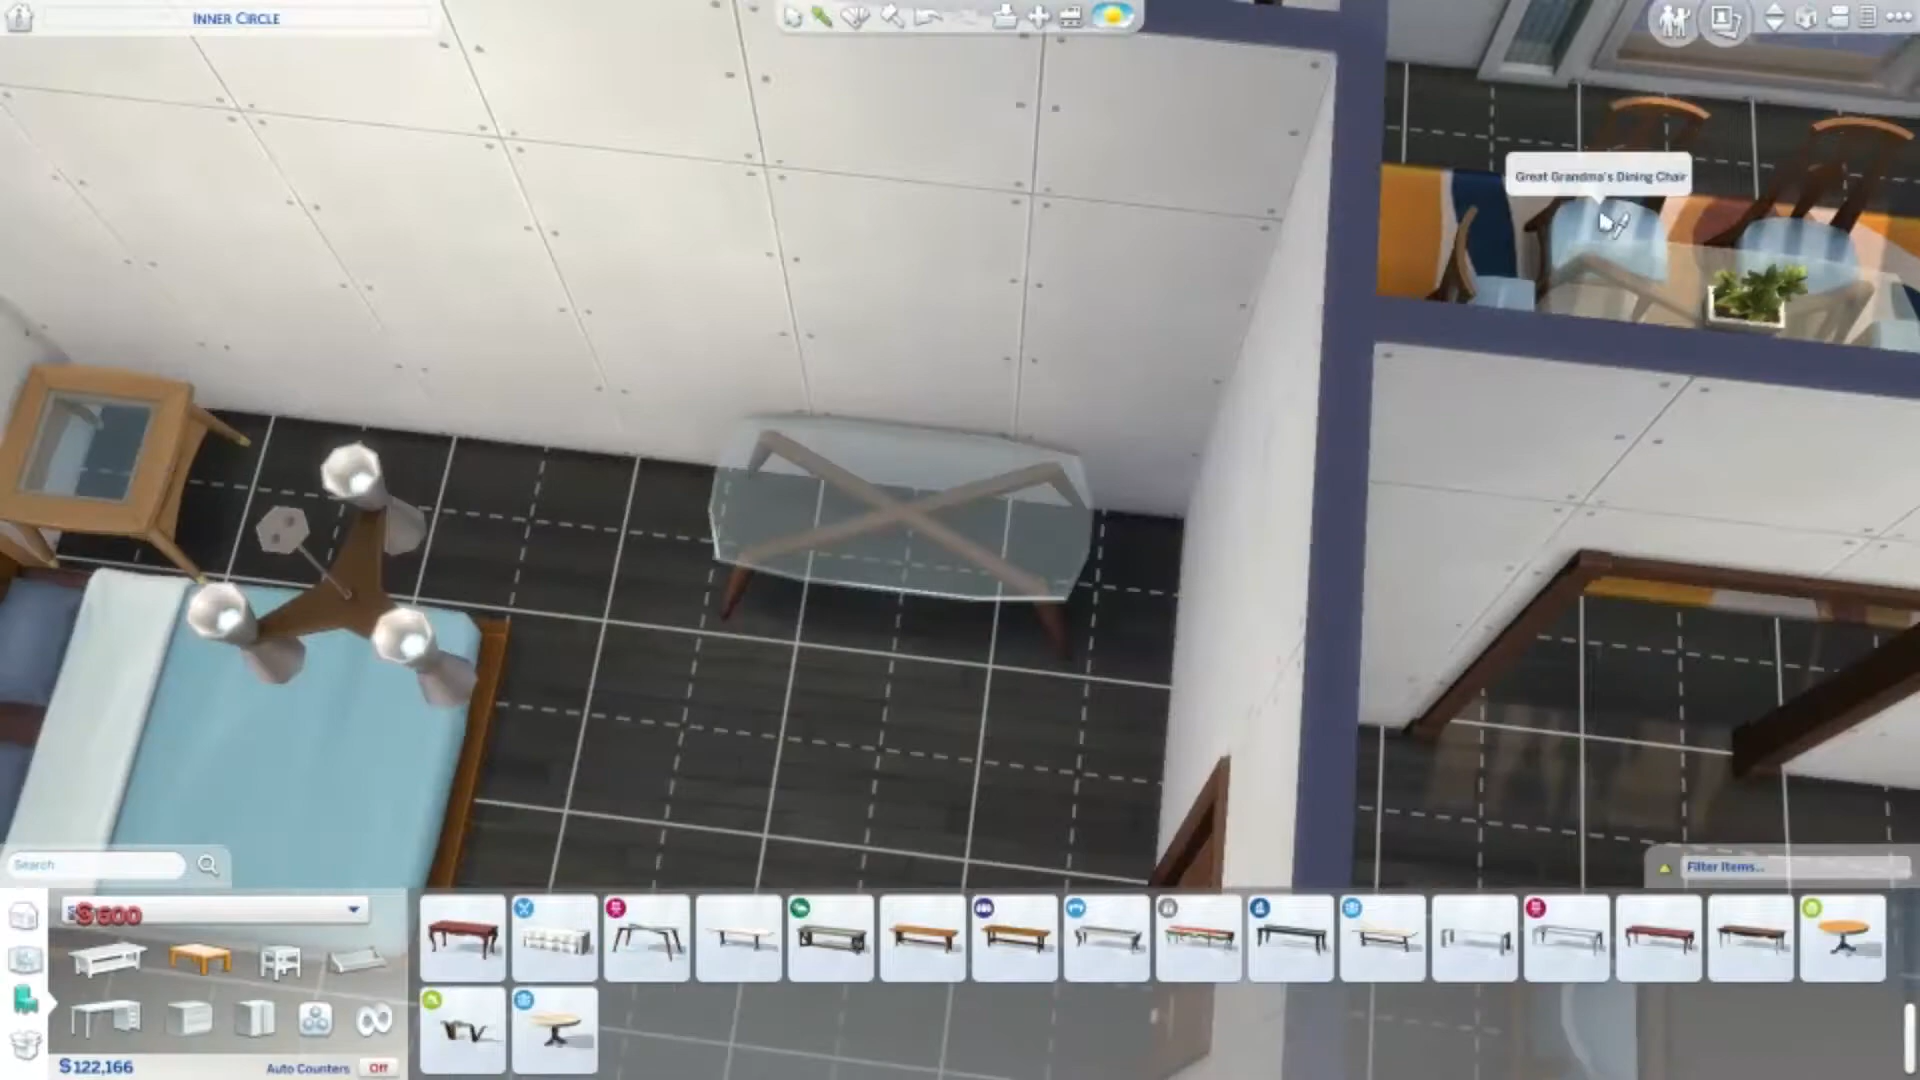 INNER CIRCLE
Great Grandma's Dining Chair
Search
Filter Items...
$600
$122,166
Auto Counters
Off